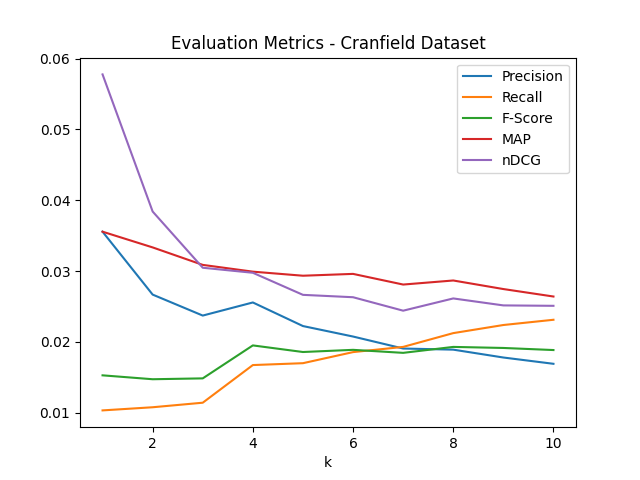 Evaluation Metrics - Cranfield Dataset
0.06
0.05
0.04
0.03
0.02
0.01
Precision
Recall
F-Score
MAP
nDCG
2 4 6 8 10
k